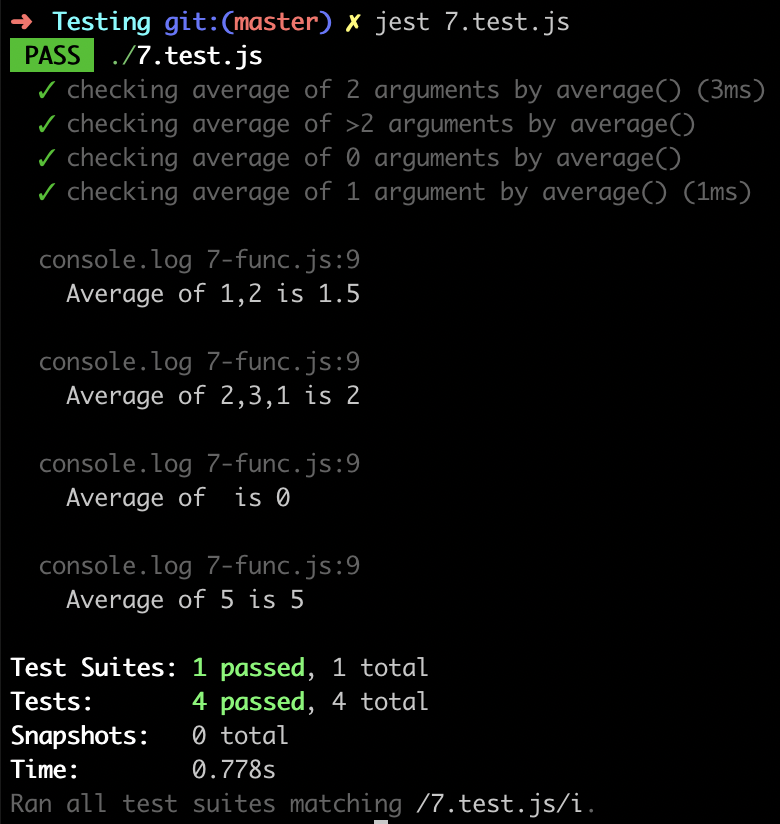 ➜ Testing git:(master) ✗ jest 7.test.js
PASS ./7.test.js
✓ checking average of 2 arguments by average() (3ms)
✓ checking average of >2 arguments by average()
✓ checking average of 0 arguments by average()
✓ checking average of 1 argument by average() (1ms)
console.log 7-func.js:9
Average of 1,2 is 1.5
console.log 7-func.js:9
Average of 2,3,1 is 2
console.log 7-func.js:9
Average of  is 0
console.log 7-func.js:9
Average of 5 is 5
Test Suites: 1 passed, 1 total
Tests: 4 passed, 4 total
Snapshots: 0 total
Time: 0.778s
Ran all test suites matching /7.test.js/i.